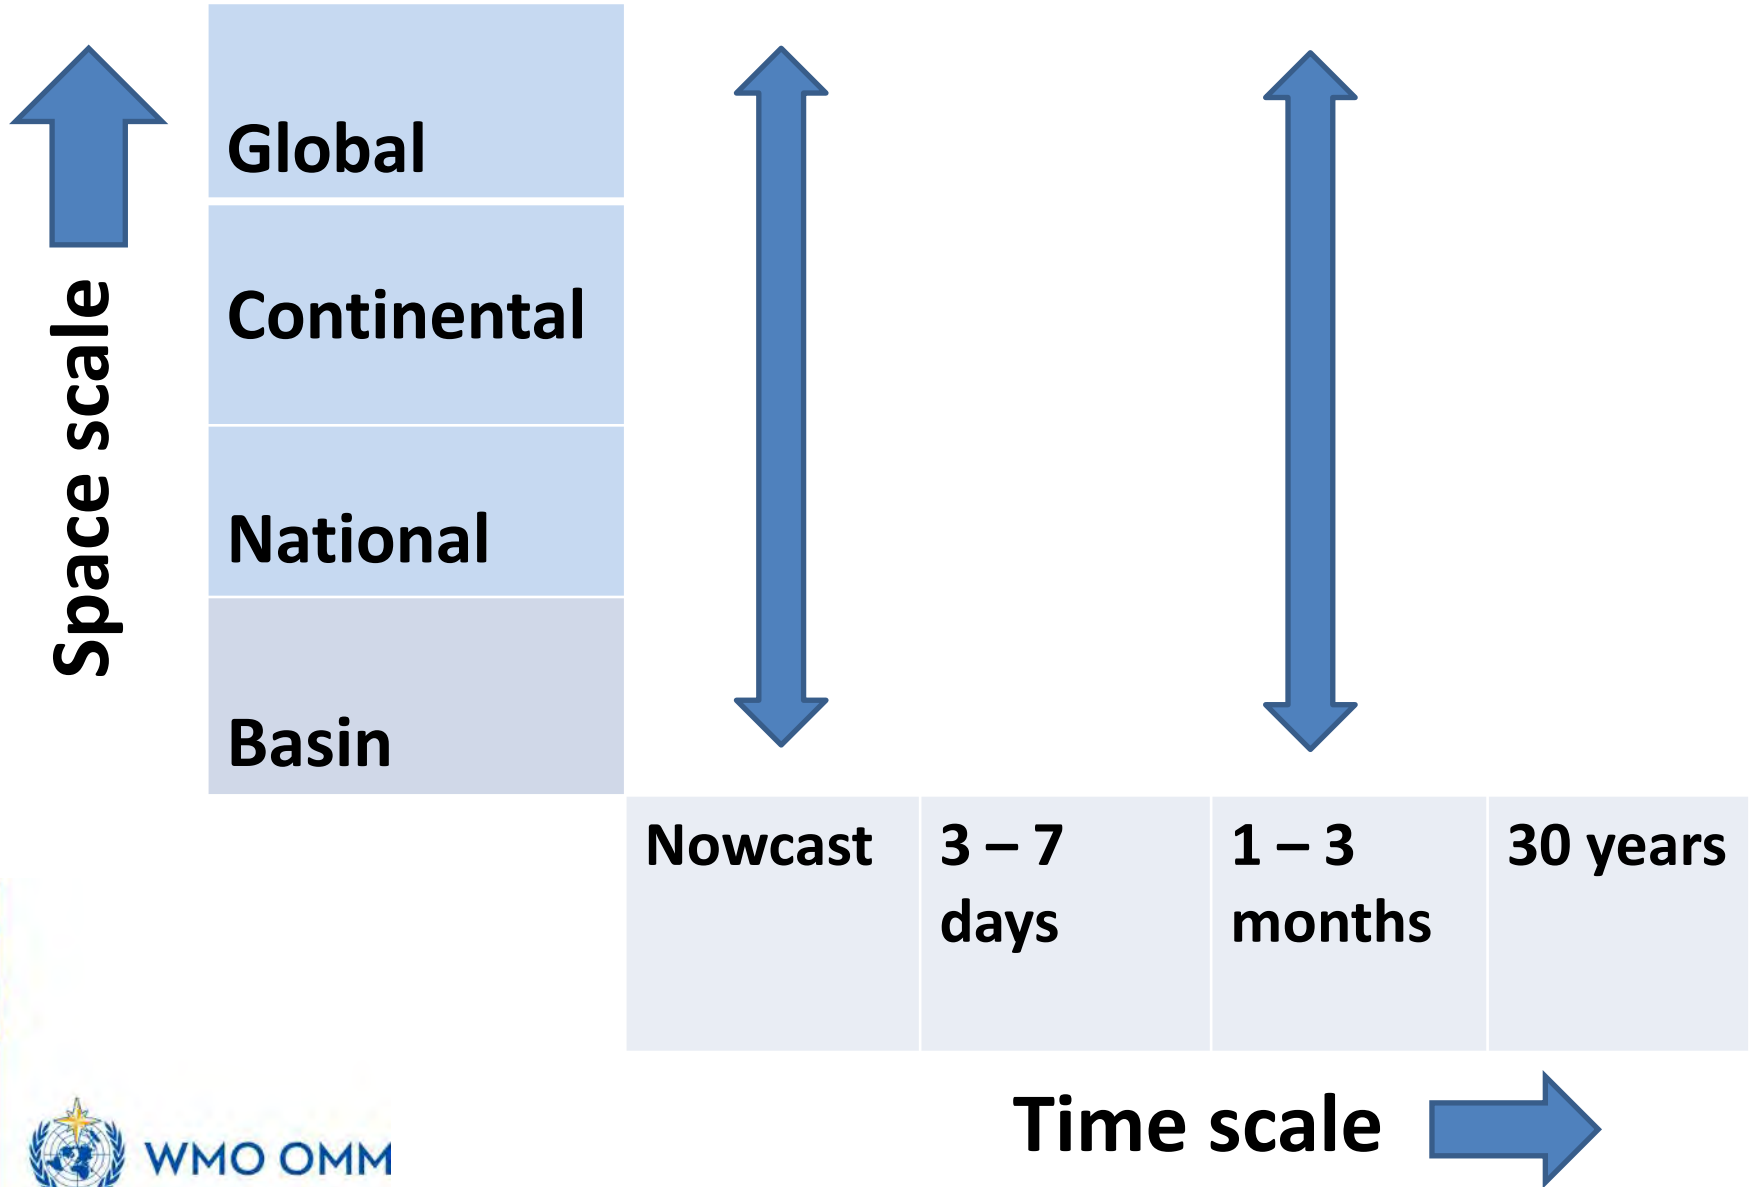 Space scale
Global
Continental
National
Basin
Nowcast
3 – 7
days
1 – 3
months
30 years
Time scale
WMO OMM